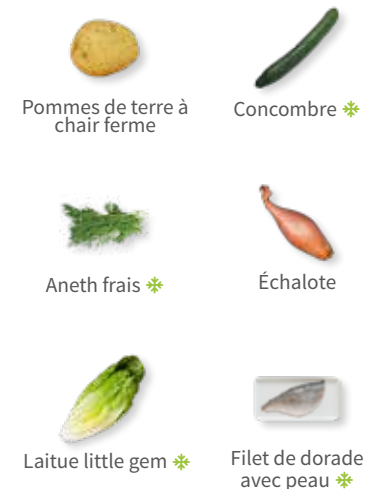 Pommes de terre à
chair ferme
Concombre
Aneth frais
Échalote
Laitue little gem
Filet de dorade
avec peau